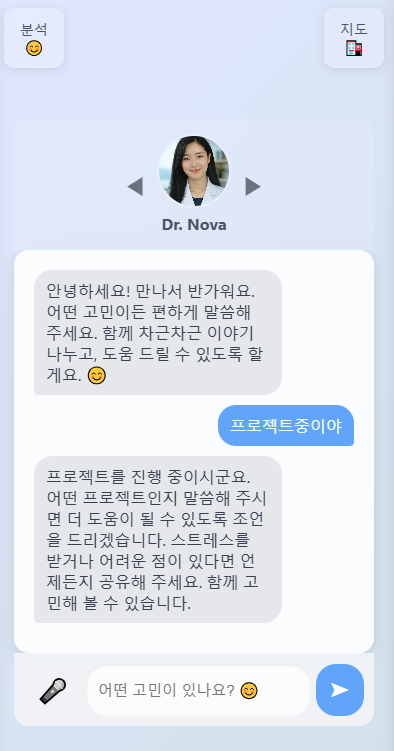 분석
😊
지도
🏥
Dr. Nova
안녕하세요! 만나서 반가워요.
어떤 고민이든 편하게 말씀해
주세요. 함께 차근차근 이야기
나누고, 도움 드릴 수 있도록 할
게요. 😊
프로젝트중이야
프로젝트를 진행 중이시군요.
어떤 프로젝트인지 말씀해 주시
면 더 도움이 될 수 있도록 조언
을 드리겠습니다. 스트레스를
받거나 어려운 점이 있다면 언
제든지 공유해 주세요. 함께 고
민해 볼 수 있습니다.
어떤 고민이 있나요? 😊